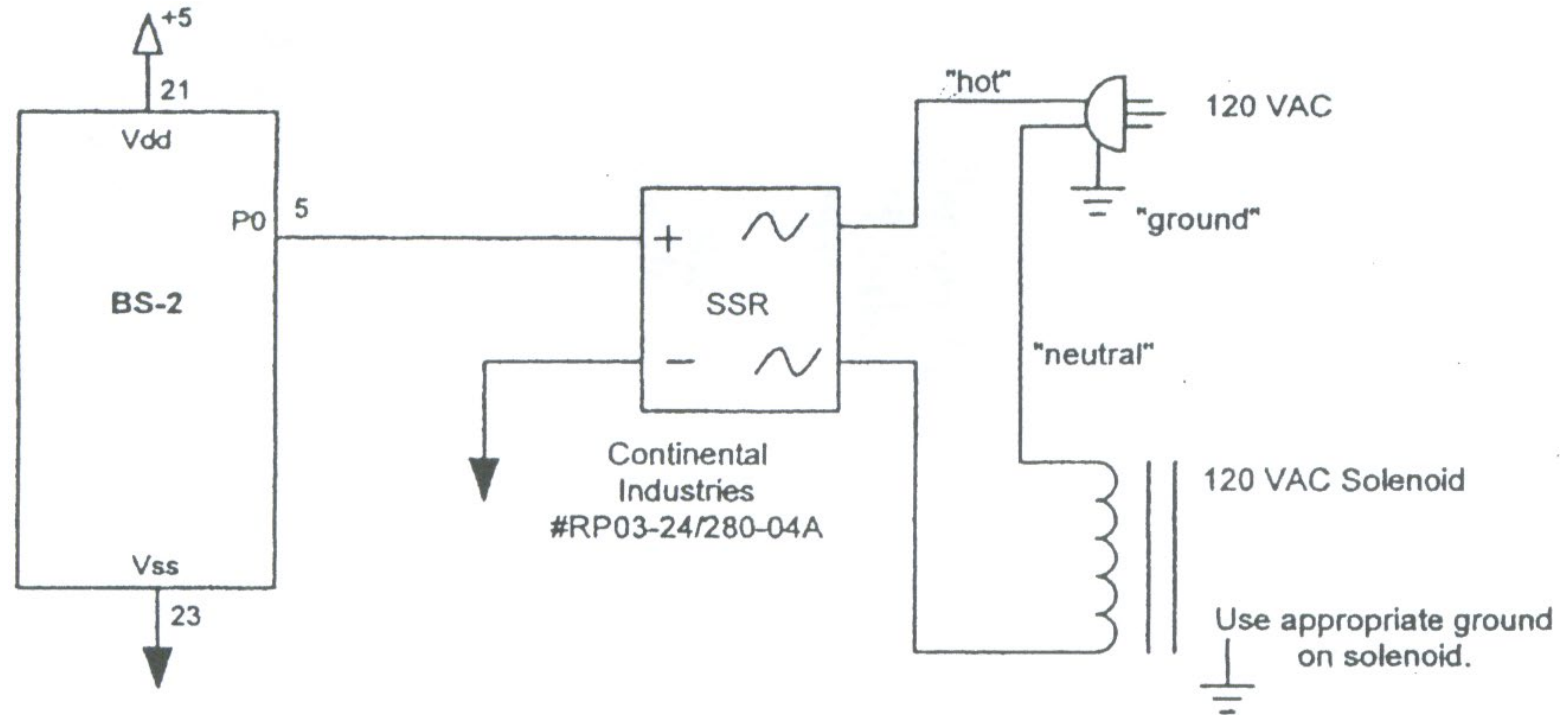 +5
21
Vdd
P0
5
BS-2
Vss
23
+
SSR
−
Continental
Industries
#RP03-24/280-04A
"hot"
120 VAC
"ground"
"neutral"
120 VAC Solenoid
Use appropriate ground
on solenoid.